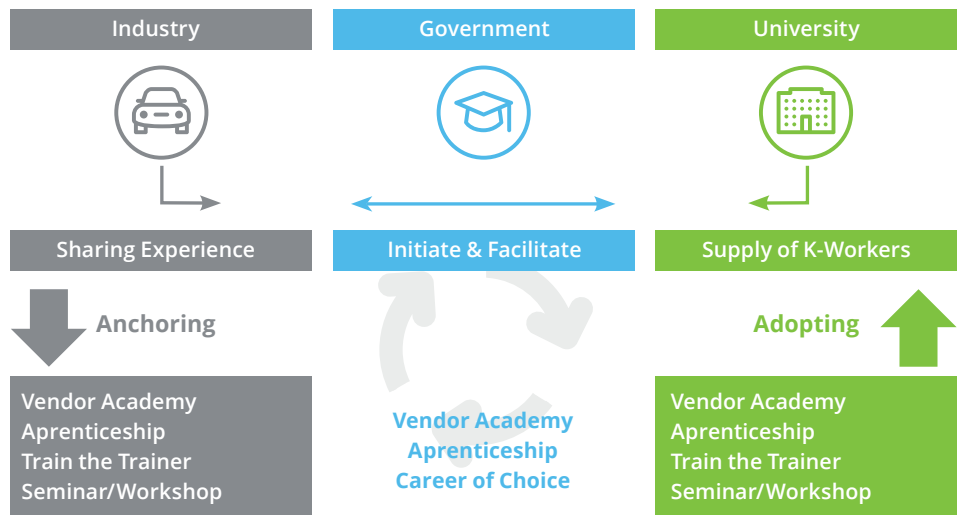 Industry
Government
University
Sharing Experience
Initiate & Facilitate
Supply of K-Workers
Anchoring
Adopting
Vendor Academy
Aprenticeship
Train the Trainer
Seminar/Workshop
Vendor Academy
Aprenticeship
Career of Choice
Vendor Academy
Aprenticeship
Train the Trainer
Seminar/Workshop